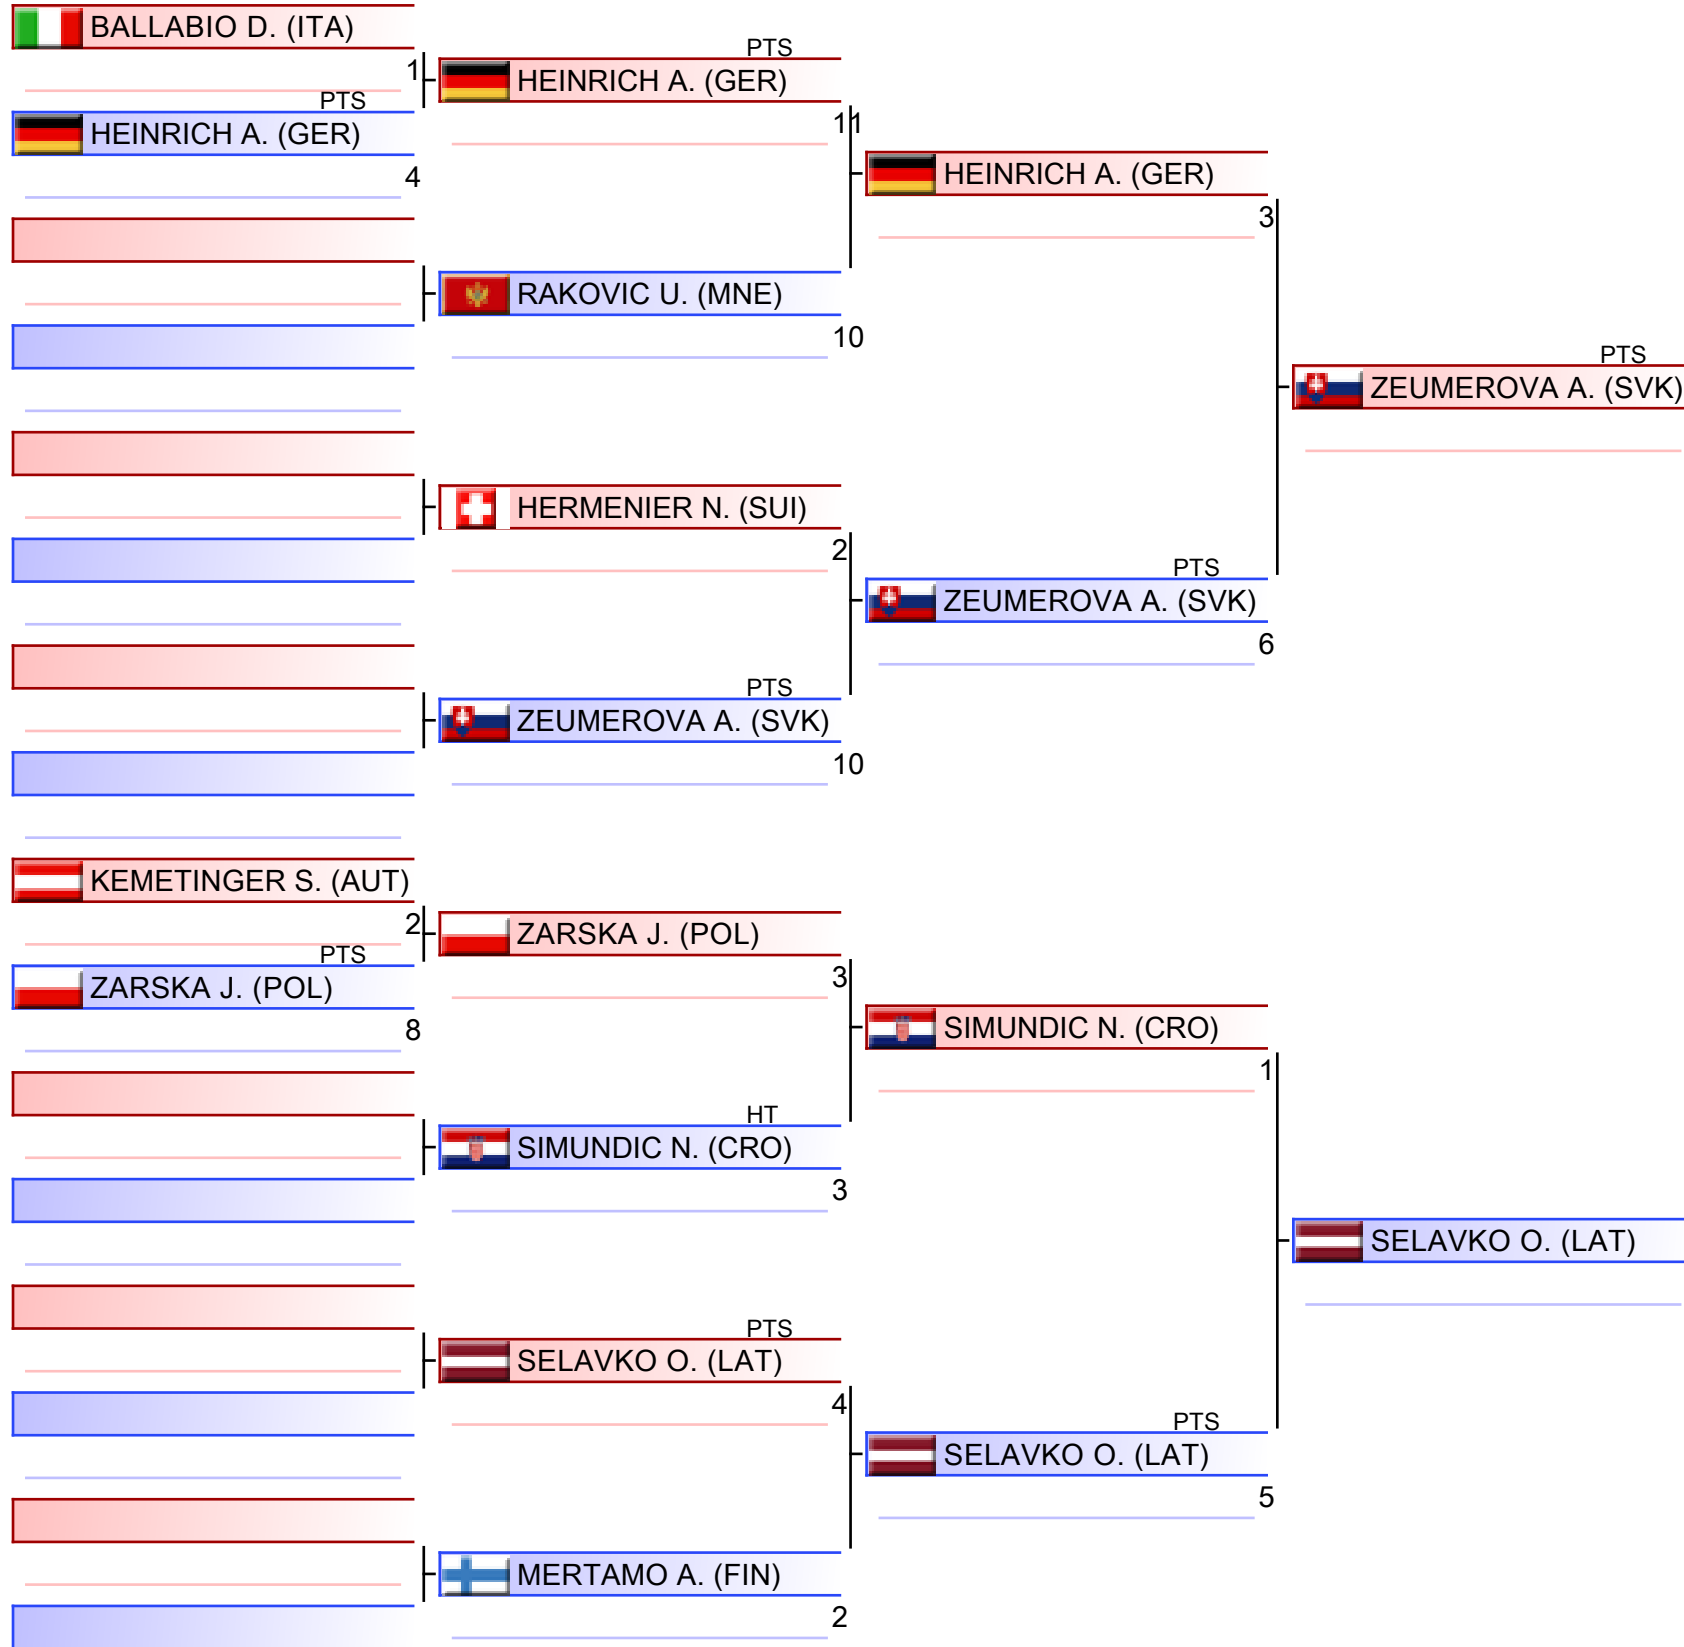 BALLABIO D. (ITA)
1
PTS
HEINRICH A. (GER)
4
PTS
HEINRICH A. (GER)
11
RAKOVIC U. (MNE)
10
HERMENIER N. (SUI)
2
PTS
ZEUMEROVA A. (SVK)
10
HEINRICH A. (GER)
3
PTS
ZEUMEROVA A. (SVK)
6
PTS
ZEUMEROVA A. (SVK)
KEMETINGER S. (AUT)
2
PTS
ZARSKA J. (POL)
8
ZARSKA J. (POL)
3
HT
SIMUNDIC N. (CRO)
3
PTS
SELAVKO O. (LAT)
4
MERTAMO A. (FIN)
2
SIMUNDIC N. (CRO)
1
PTS
SELAVKO O. (LAT)
5
SELAVKO O. (LAT)